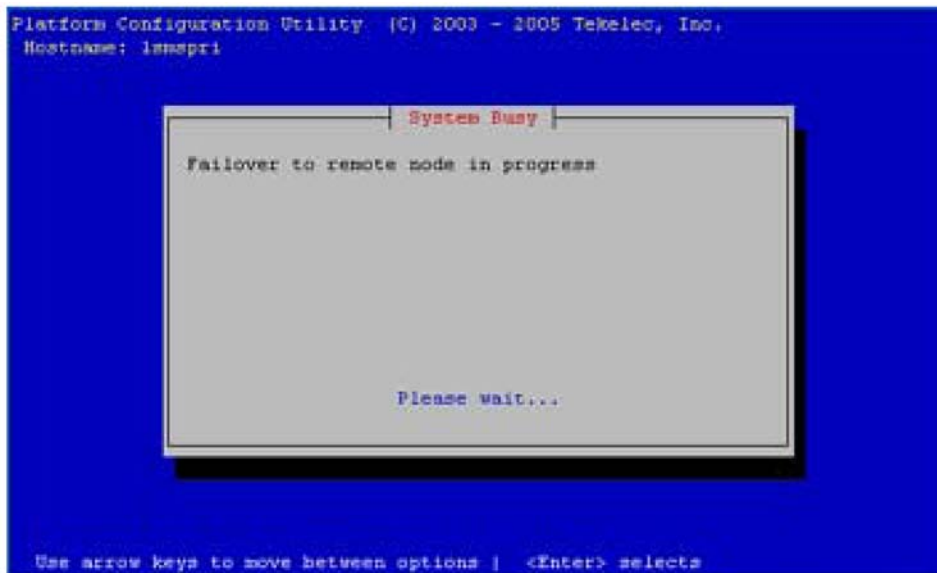 Platform Configuration Utility (C) 2003 - 2005 Tekelec, Inc.
Hostname: lsmspri
System Busy
Failover to remote node in progress
Please wait...
Use arrow keys to move between options | <Enter> selects